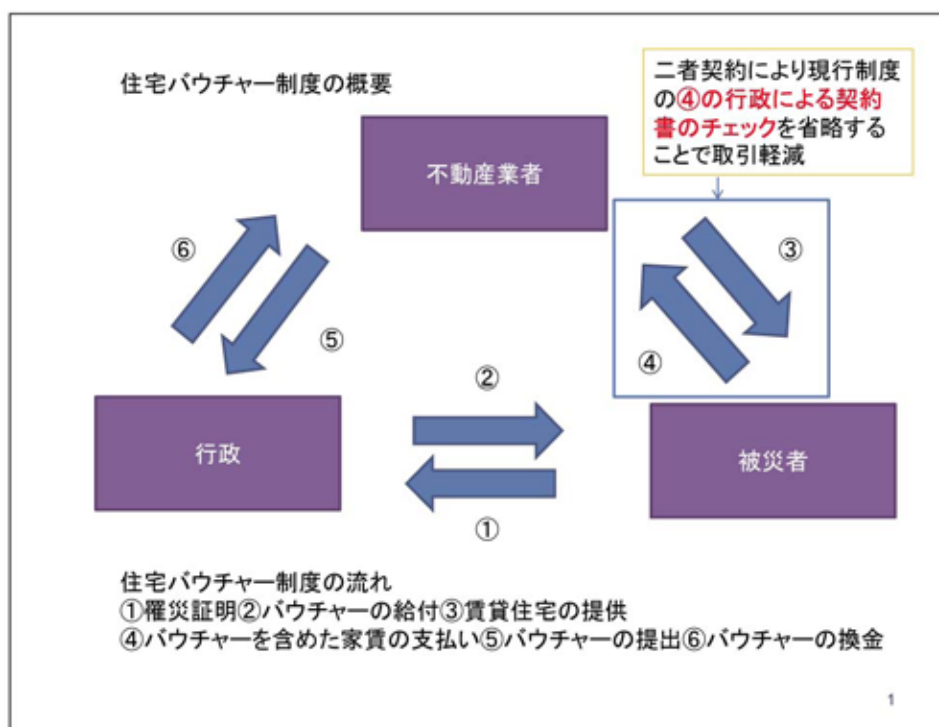 住宅バウチャー制度の概要
二者契約により現行制度
の④の行政による契約
書のチェックを省略する
ことで取引軽減
不動産業者
⑥
③
⑤
④
②
行政
被災者
①
住宅バウチャー制度の流れ
①罹災証明②バウチャーの給付③賃貸住宅の提供
④バウチャーを含めた家賃の支払い⑤バウチャーの提出⑥バウチャーの換金
1